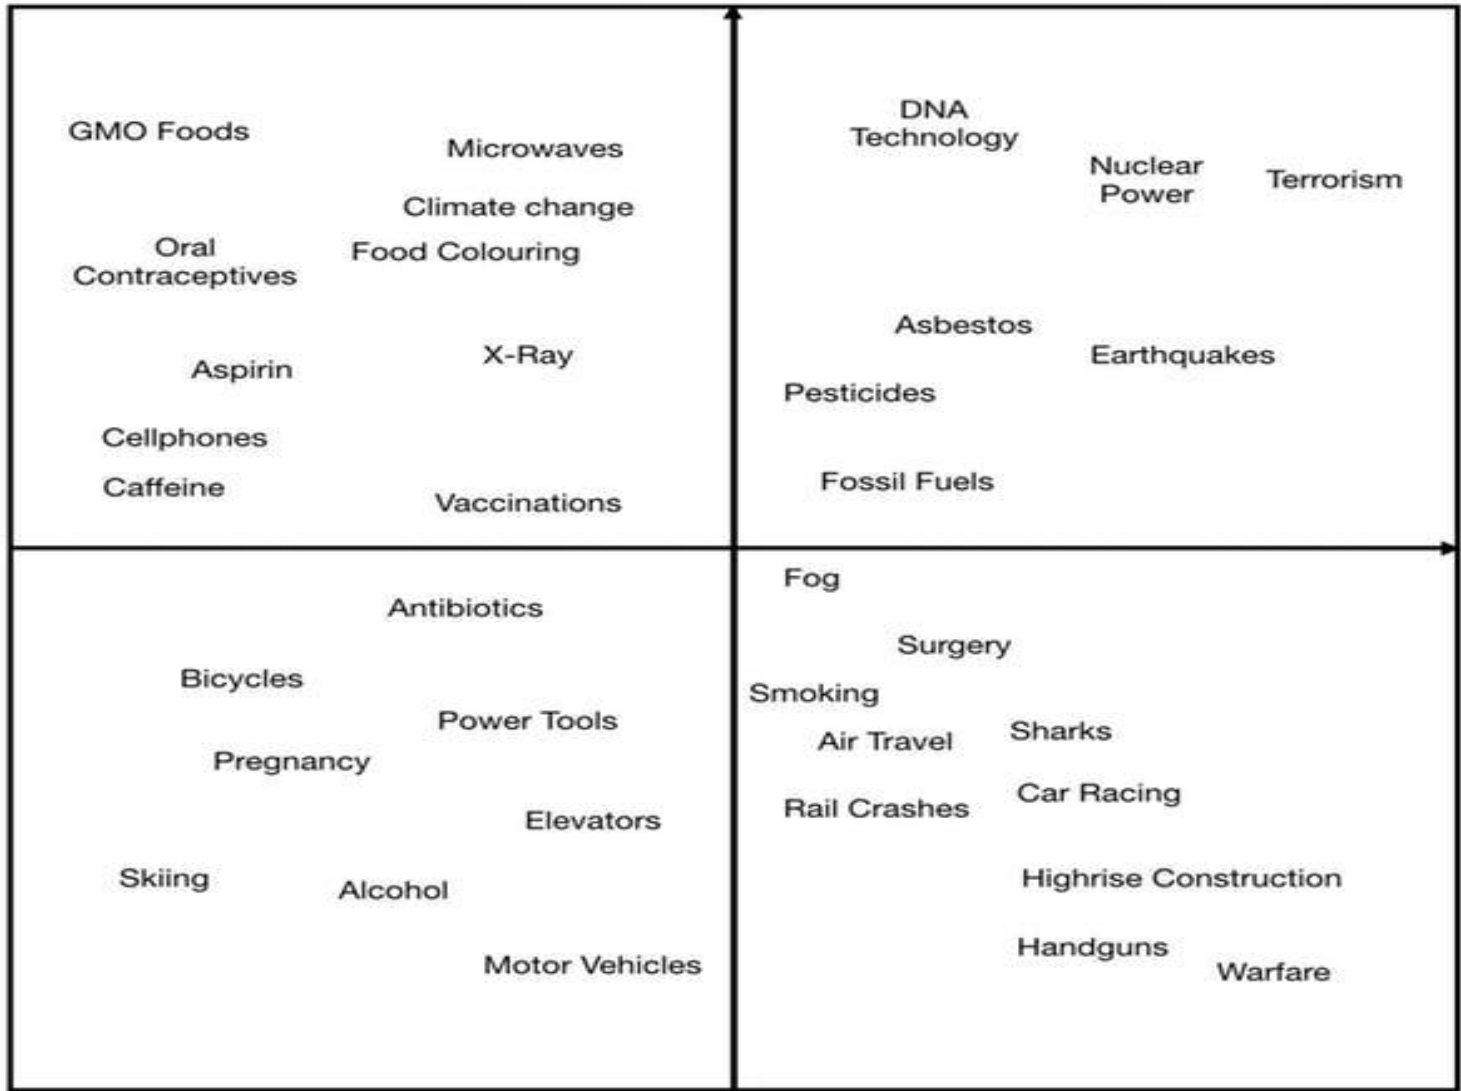 GMO Foods
Microwaves
Climate change
Oral
Contraceptives
Food Colouring
Aspirin
X-Ray
Cellphones
Caffeine
Vaccinations
DNA
Technology
Nuclear
Power
Terrorism
Asbestos
Earthquakes
Pesticides
Fossil Fuels
Antibiotics
Bicycles
Power Tools
Pregnancy
Elevators
Skiing
Alcohol
Motor Vehicles
Fog
Surgery
Smoking
Air Travel
Sharks
Rail Crashes
Car Racing
Highrise Construction
Handguns
Warfare